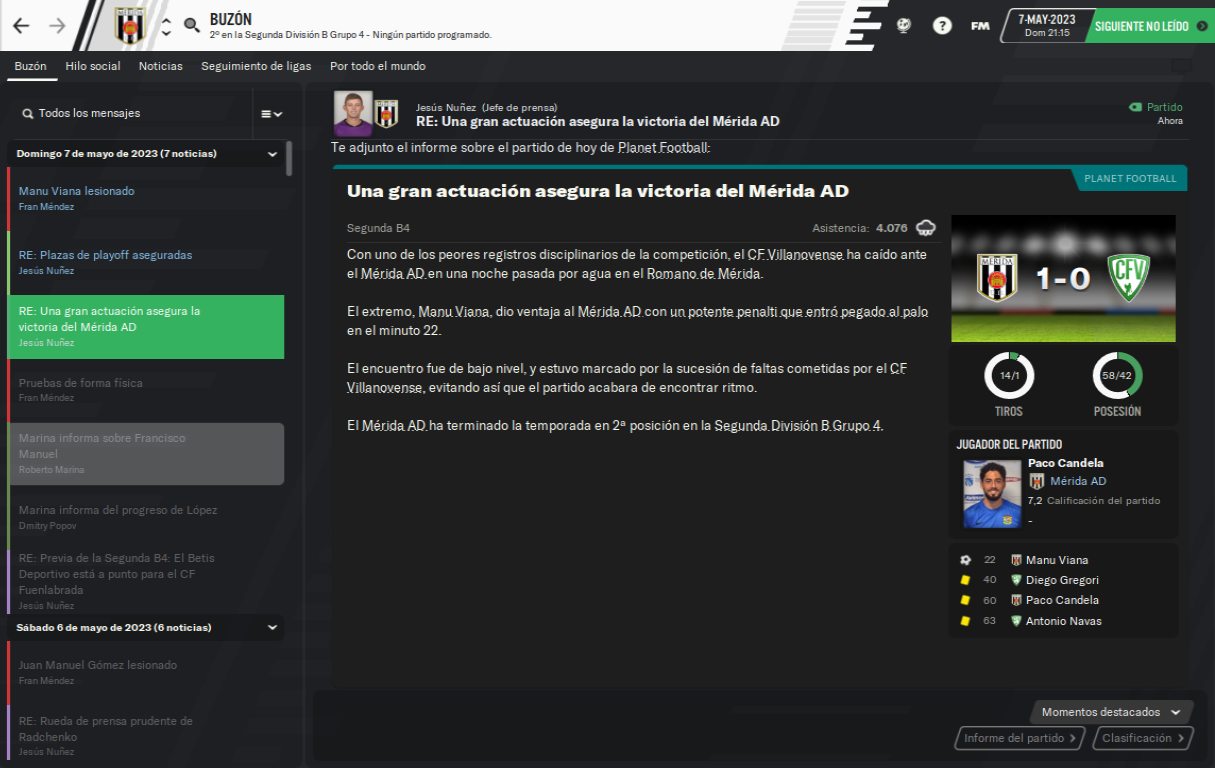 BUZÓN
2º en la Segunda División B Grupo 4 - Ningún partido programado.
FM
7-MAY-2023
Dom 21:15
SIGUIENTE NO LEÍDO
Buzón
Hilo social
Noticias
Seguimiento de ligas
Por todo el mundo
Todos los mensajes
Domingo 7 de mayo de 2023 (7 noticias)
Manu Viana lesionado
Fran Méndez
RE: Plazas de playoff aseguradas
Jesús Nuñez
RE: Una gran actuación asegura la
victoria del Mérida AD
Jesús Nuñez
Pruebas de forma física
Fran Méndez
Marina informa sobre Francisco
Manuel
Roberto Marina
Marina informa del progreso de López
Dmitry Popov
RE: Previa de la Segunda B4: El Betis
Deportivo está a punto para el CF
Fuenlabrada
Jesús Nuñez
Sábado 6 de mayo de 2023 (6 noticias)
Juan Manuel Gómez lesionado
Fran Méndez
RE: Rueda de prensa prudente de
Radchenko
Jesús Nuñez
Jesús Nuñez (Jefe de prensa)
RE: Una gran actuación asegura la victoria del Mérida AD
Partido
Ahora
Te adjunto el informe sobre el partido de hoy de Planet Football:
PLANET FOOTBALL
Una gran actuación asegura la victoria del Mérida AD
Segunda B4
Asistencia: 4.076
Con uno de los peores registros disciplinarios de la competición, el CF Villanovense ha caído ante
el Mérida AD en una noche pasada por agua en el Romano de Mérida.
El extremo, Manu Viana, dio ventaja al Mérida AD con un potente penalti que entró pegado al palo
en el minuto 22.
El encuentro fue de bajo nivel, y estuvo marcado por la sucesión de faltas cometidas por el CF
Villanovense, evitando así que el partido acabara de encontrar ritmo.
El Mérida AD ha terminado la temporada en 2ª posición en la Segunda División B Grupo 4.
MÉRIDA
1-0
CFV
14/1
TIROS
58/42
POSESIÓN
JUGADOR DEL PARTIDO
Paco Candela
Mérida AD
7,2 Calificación del partido
-
22 Manu Viana
40 Diego Gregori
60 Paco Candela
63 Antonio Navas
Momentos destacados
Informe del partido
Clasificación